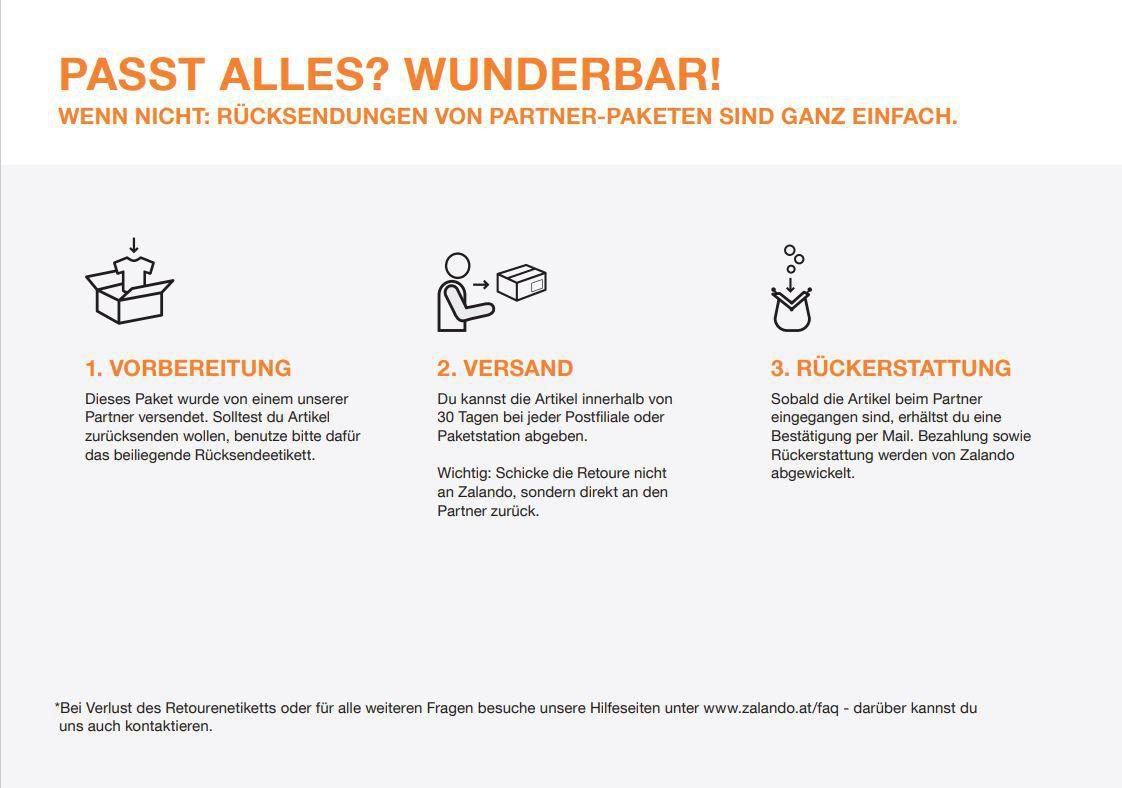 PASST ALLES? WUNDERBAR!
WENN NICHT: RÜCKSENDUNGEN VON PARTNER-PAKETEN SIND GANZ EINFACH.
1. VORBEREITUNG
Dieses Paket wurde von einem unserer
Partner versendet. Solltest du Artikel
zurücksenden wollen, benutze bitte dafür
das beiliegende Rücksendeetikett.
2. VERSAND
Du kannst die Artikel innerhalb von
30 Tagen bei jeder Postfiliale oder
Paketstation abgeben.
Wichtig: Schicke die Retoure nicht
an Zalando, sondern direkt an den
Partner zurück.
3. RÜCKERSTATTUNG
Sobald die Artikel beim Partner
eingegangen sind, erhältst du eine
Bestätigung per Mail. Bezahlung sowie
Rückerstattung werden von Zalando
abgewickelt.
*Bei Verlust des Retourenetiketts oder für alle weiteren Fragen besuche unsere Hilfeseiten unter www.zalando.at/faq - darüber kannst du
uns auch kontaktieren.